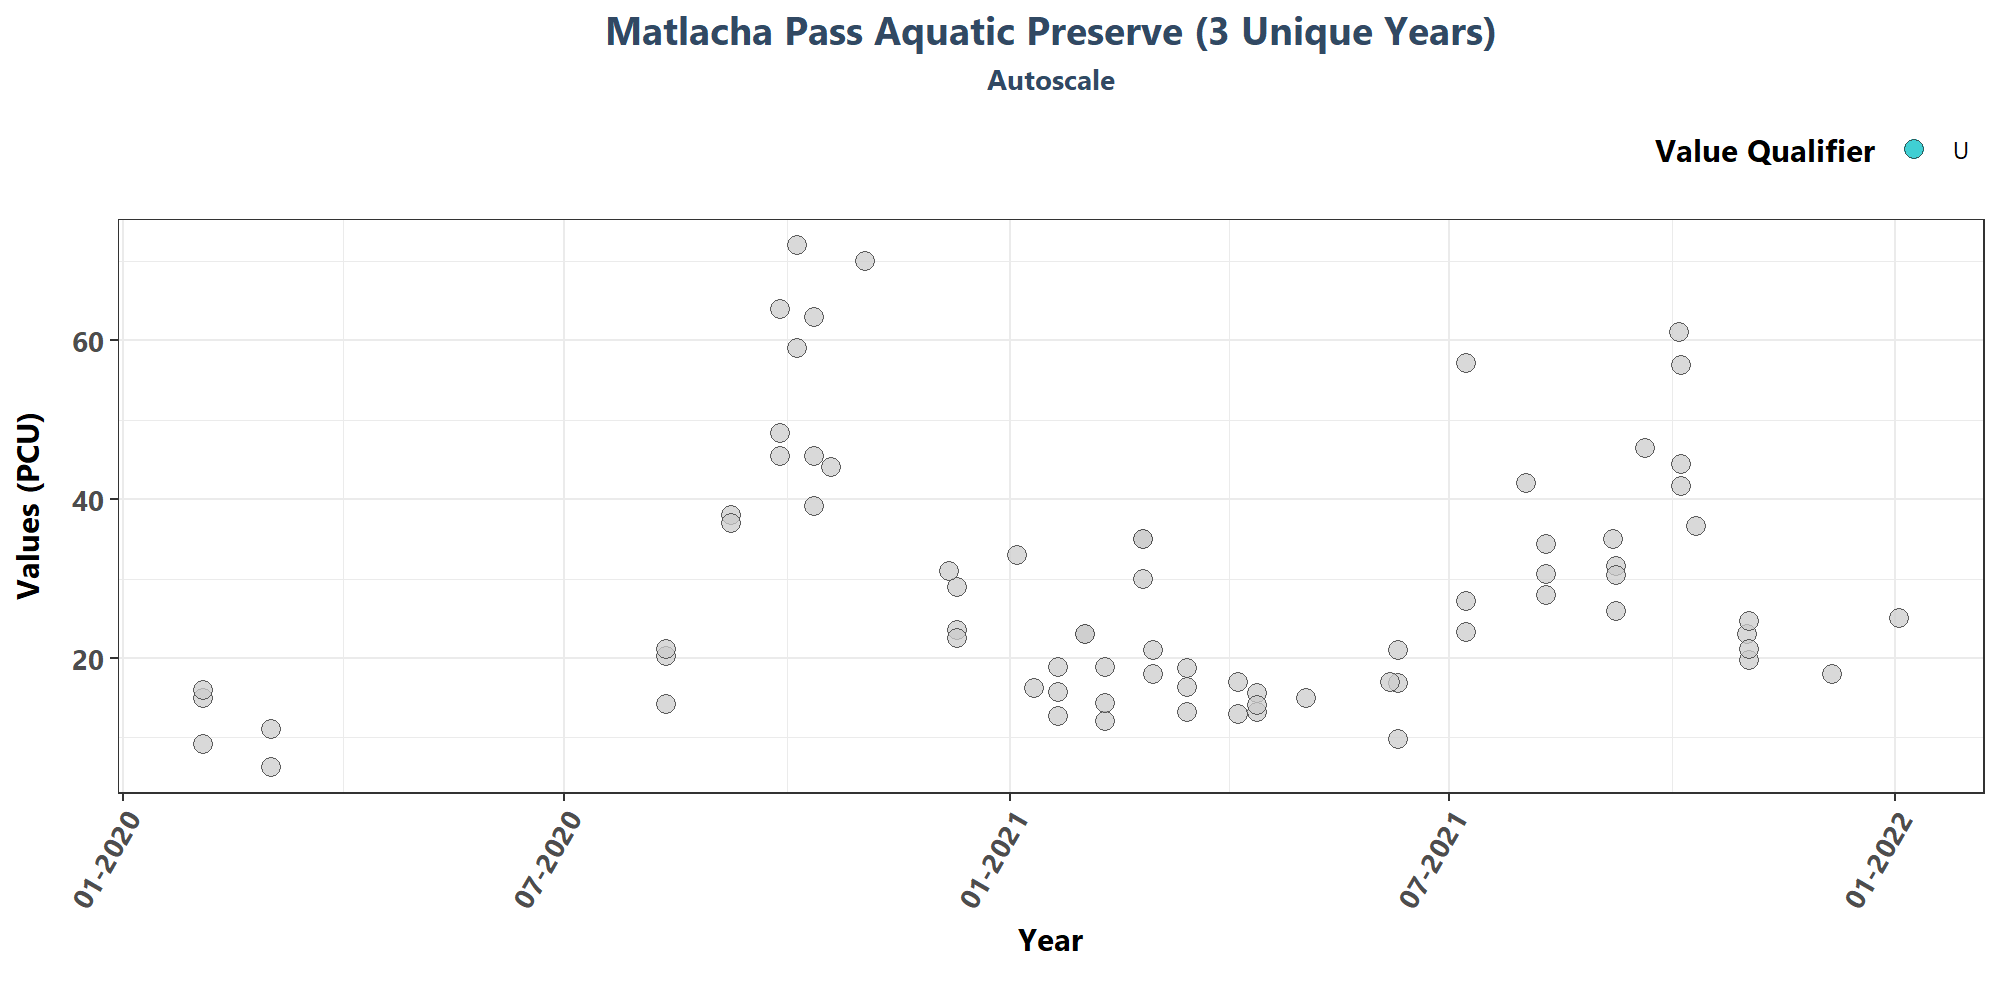 Matlacha Pass Aquatic Preserve (3 Unique Years)
Autoscale
Value Qualifier U
Values (PCU)
60
40
20
01-2020 07-2020 01-2021 07-2021 01-2022
Year